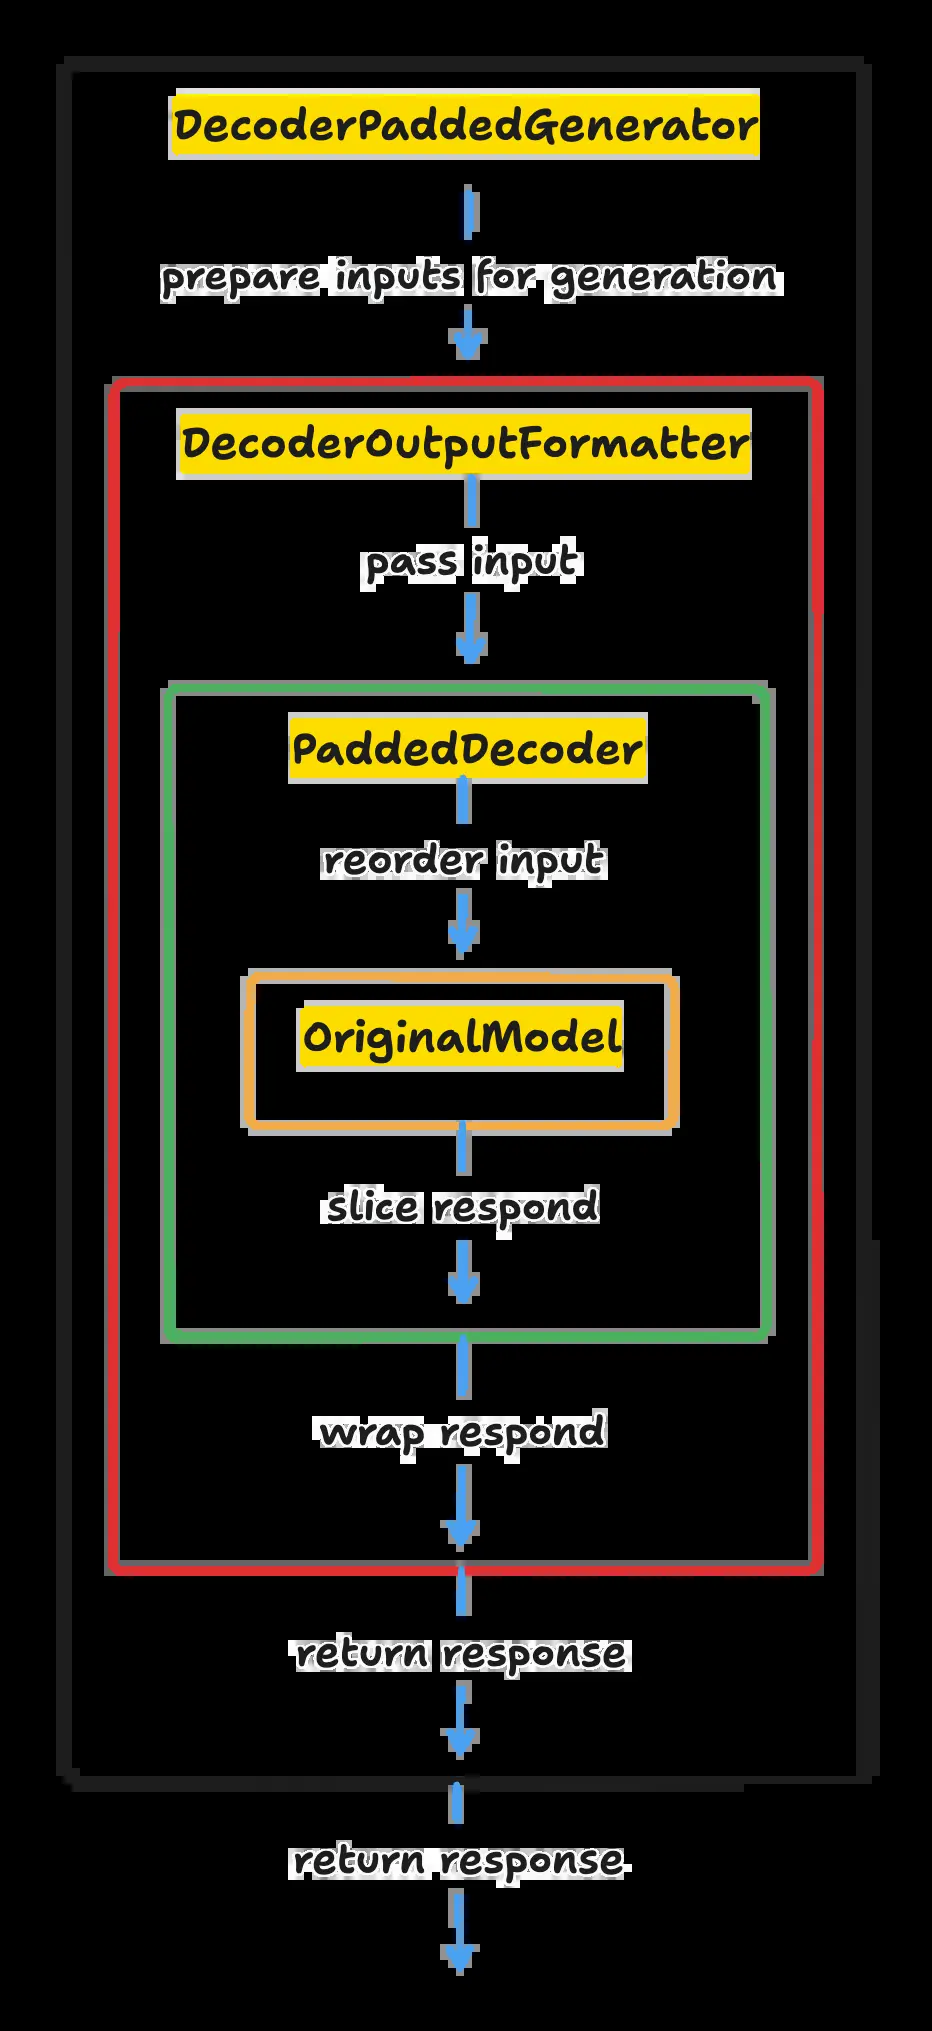 DecoderPaddedGenerator
prepare inputs for generation
DecoderOutputFormatter
pass input
PaddedDecoder
reorder input
OriginalModel
slice respond
wrap respond
return response
return response